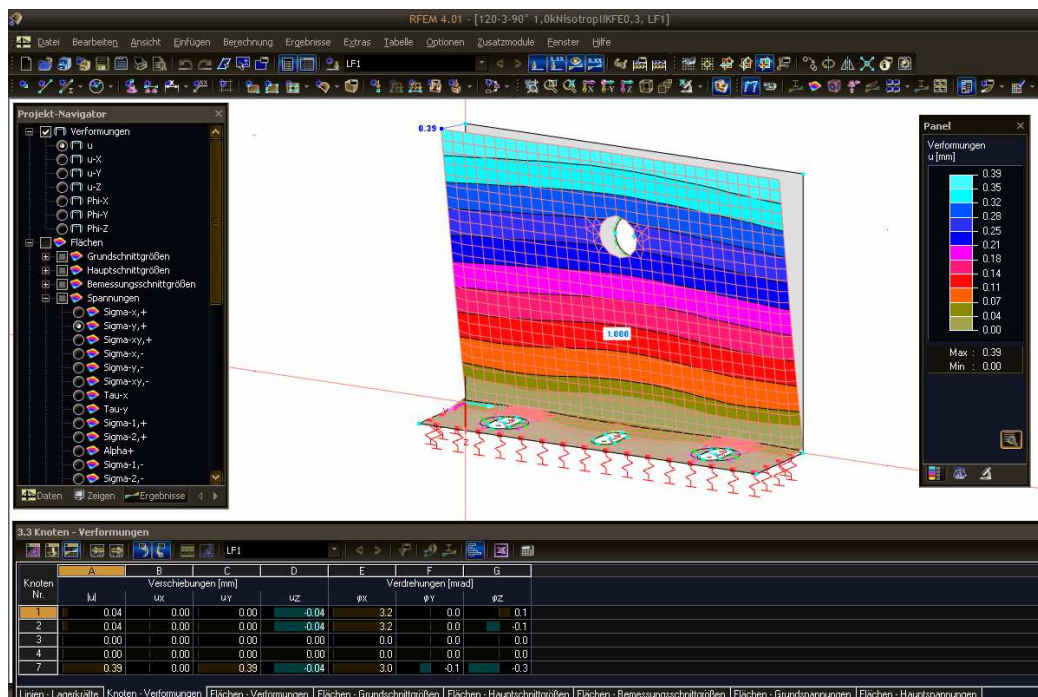 RFEM 4.01 - [120-3-90° 1,0kNisotropIIKFE0,3, LF1]
Datei Bearbeiten Ansicht Einfügen Berechnung Ergebnisse Extras Tabelle Optionen Zusatzmodule Fenster Hilfe
LF1
Projekt-Navigator
Verformungen
u
u-X
u-Y
u-Z
Phi-X
Phi-Y
Phi-Z
Flächen
Grundschnittgrößen
Hauptschnittgrößen
Bemessungsschnittgrößen
Spannungen
Sigma-x,+
Sigma-y,+
Sigma-xy,+
Sigma-x,-
Sigma-y,-
Sigma-xy,-
Tau-x
Tau-y
Sigma-1,+
Sigma-2,+
Alpha+
Sigma-1,-
Sigma-2,-
Daten Zeigen Ergebnisse
0.39
1.000
Z
Panel
Verformungen
u [mm]
0.39
0.35
0.32
0.28
0.25
0.21
0.18
0.14
0.11
0.07
0.04
0.00
Max : 0.39
Min : 0.00
3.3 Knoten - Verformungen
LF1
A B C D E F G
Knoten Verschiebungen [mm] Verdrehungen [mrad]
Nr. |u| uX uY uZ φX φY φZ
1 0.04 0.00 0.00 -0.04 3.2 0.0 0.1
2 0.04 0.00 0.00 -0.04 3.2 0.0 -0.1
3 0.00 0.00 0.00 0.00 0.0 0.0 0.0
4 0.00 0.00 0.00 0.00 0.0 0.0 0.0
7 0.39 0.00 0.39 -0.04 3.0 -0.1 -0.3
Linien - Lagerkräfte Knoten - Verformungen Flächen - Verformungen Flächen - Grundschnittgrößen Flächen - Hauptschnittgrößen Flächen - Bemessungsschnittgrößen Flächen - Grundspannungen Flächen - Hauptspannungen